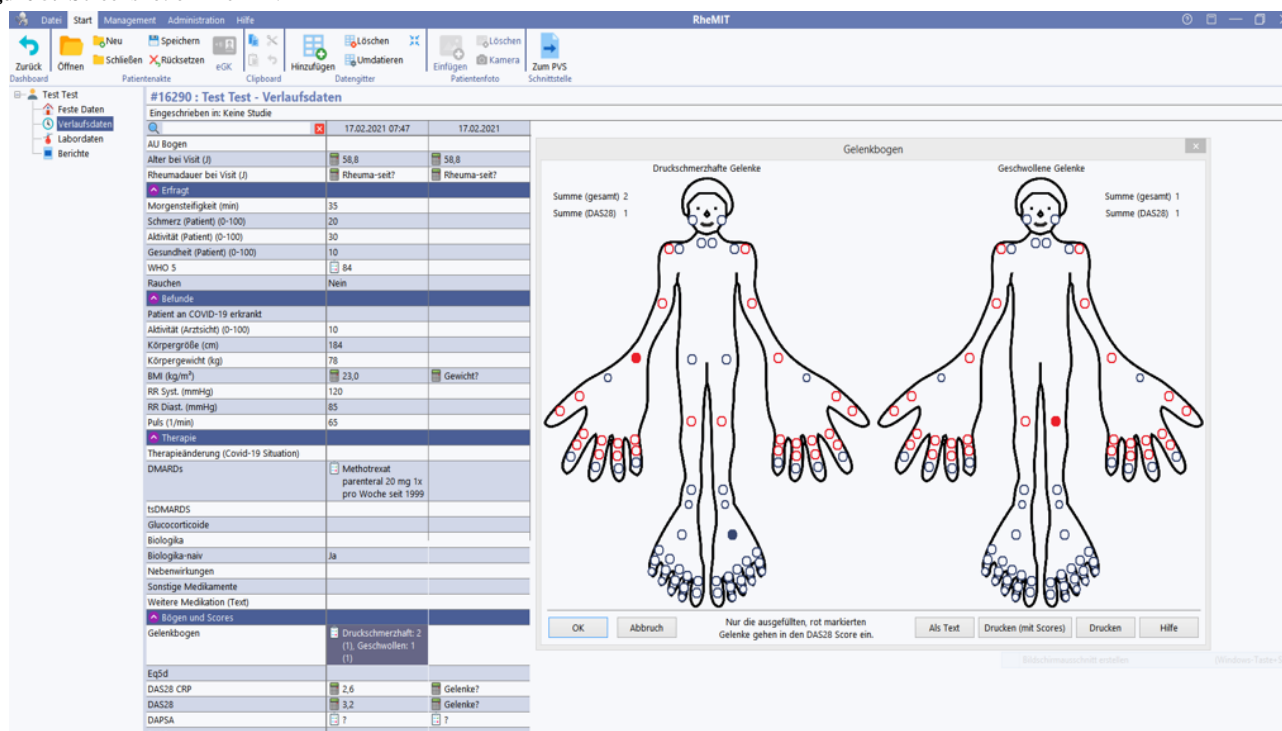 Datei Start Management Administration Hilfe
RheMIT
Zurück
Öffnen
Neu
Schließen
Speichern
Rücksetzen
eGK
Hinzufügen
Löschen
Umdatieren
Einfügen
Löschen
Kamera
Zum PVS
Dashboard
Patientenakte
Clipboard
Datengitter
Patientenfoto
Schnittstelle
Test Test
Feste Daten
Verlaufsdaten
Labordaten
Berichte
#16290 : Test Test - Verlaufsdaten
Eingeschrieben in: Keine Studie
17.02.2021 07:47 17.02.2021
AU Bogen
Alter bei Visit (J) 58,8 58,8
Rheumadauer bei Visit (J) Rheuma-seit? Rheuma-seit?
Erfragt
Morgensteifigkeit (min) 35
Schmerz (Patient) (0-100) 20
Aktivität (Patient) (0-100) 30
Gesundheit (Patient) (0-100) 10
WHO 5 84
Rauchen Nein
Befunde
Patient an COVID-19 erkrankt
Aktivität (Arztsicht) (0-100) 10
Körpergröße (cm) 184
Körpergewicht (kg) 78
BMI (kg/m²) 23,0 Gewicht?
RR Syst. (mmHg) 120
RR Diast. (mmHg) 85
Puls (1/min) 65
Therapie
Therapieänderung (Covid-19 Situation)
DMARDs Methotrexat
parenteral 20 mg 1x
pro Woche seit 1999
tsDMARDS
Glucocorticoide
Biologika
Biologika-naiv Ja
Nebenwirkungen
Sonstige Medikamente
Weitere Medikation (Text)
Bögen und Scores
Gelenkbogen Druckschmerzhaft: 2
(1), Geschwollen: 1
(1)
Eq5d
DAS28 CRP 2,6 Gelenke?
DAS28 3,2 Gelenke?
DAPSA ? ?
Gelenkbogen
Druckschmerzhafte Gelenke
Summe (gesamt) 2
Summe (DAS28) 1
Geschwollene Gelenke
Summe (gesamt) 1
Summe (DAS28) 1
OK
Abbruch
Nur die ausgefüllten, rot markierten
Gelenke gehen in den DAS28 Score ein.
Als Text
Drucken (mit Scores)
Drucken
Hilfe
Bildschirmausschnitt erstellen